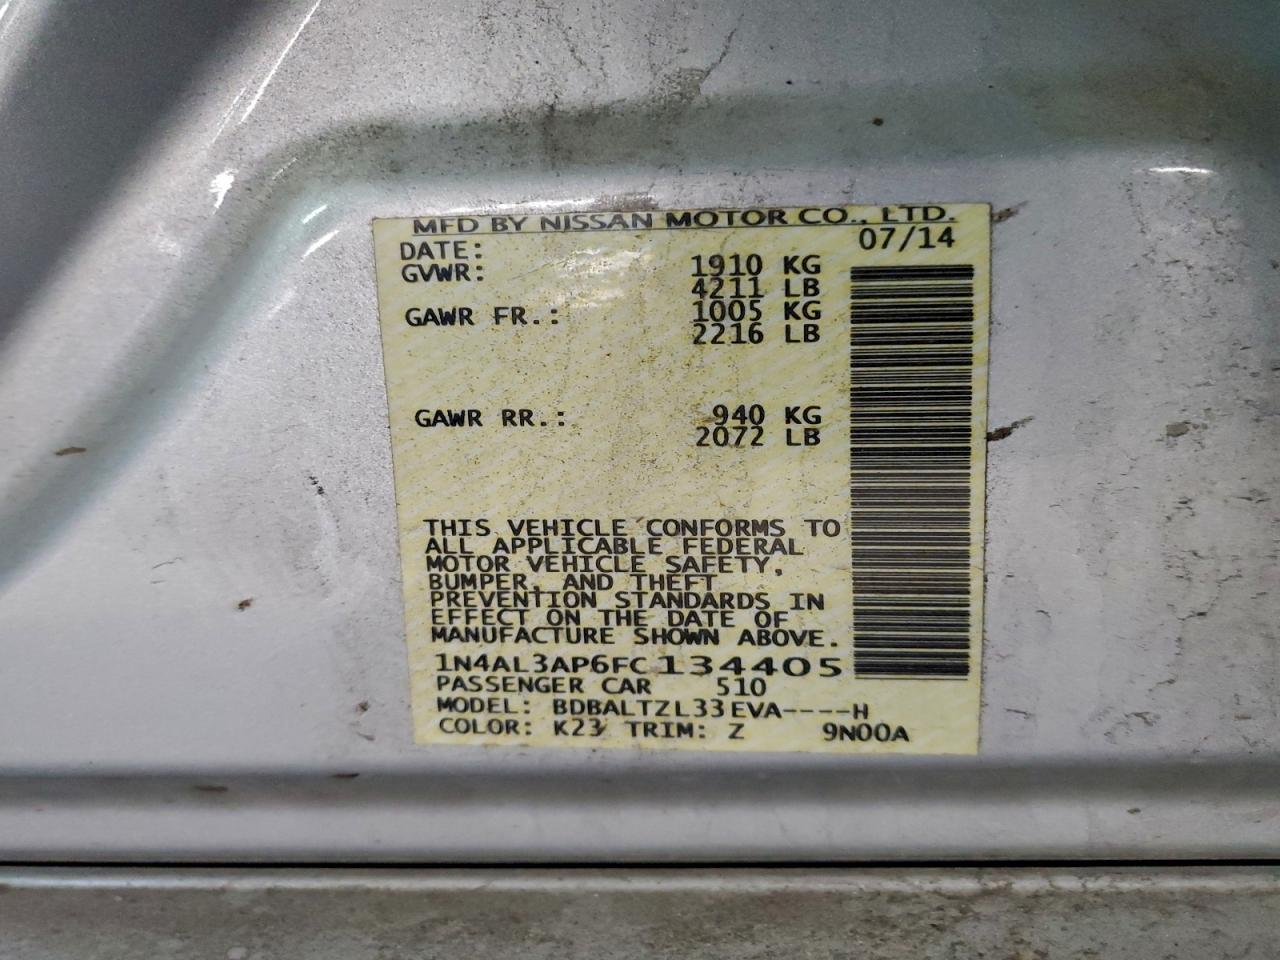 MFD BY NISSAN MOTOR CO., LTD.
DATE: 07/14
GVWR: 1910 KG
4211 LB
GAWR FR.: 1005 KG
2216 LB
GAWR RR.: 940 KG
2072 LB
THIS VEHICLE CONFORMS TO
ALL APPLICABLE FEDERAL
MOTOR VEHICLE SAFETY,
BUMPER, AND THEFT
PREVENTION STANDARDS IN
EFFECT ON THE DATE OF
MANUFACTURE SHOWN ABOVE.
1N4AL3AP6FC134405
PASSENGER CAR 510
MODEL: BDBALTZL33EVA----H
COLOR: K23 TRIM: Z 9N00A